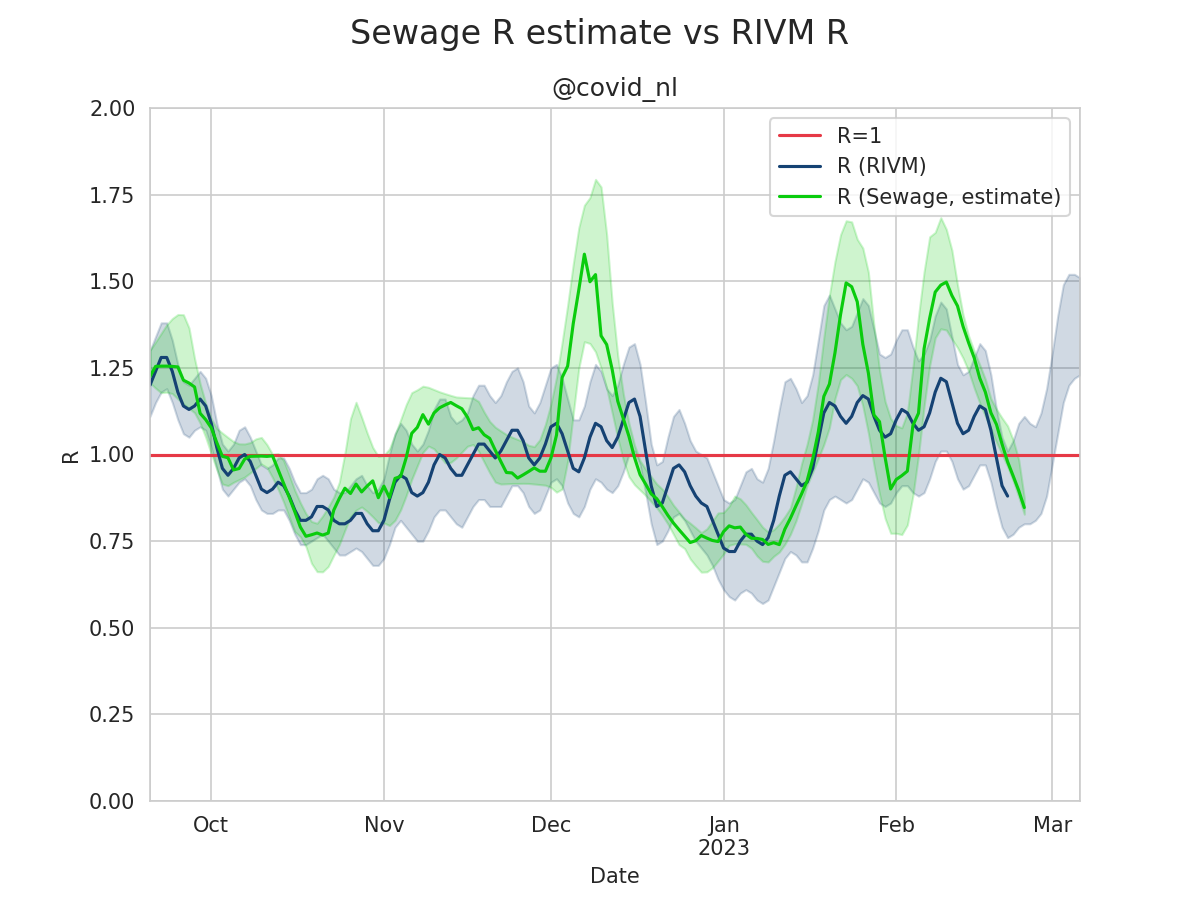 Sewage R estimate vs RIVM R
@covid_nl
R=1
R (RIVM)
R (Sewage, estimate)
2.00
1.75
1.50
1.25
1.00
0.75
0.50
0.25
0.00
R
Oct Nov Dec Jan Feb Mar
2023
Date